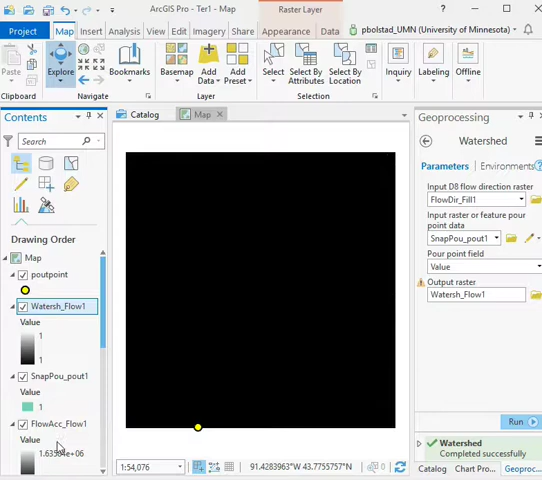 ArcGIS Pro - Ter1 - Map
Raster Layer
Project
Map
Insert
Analysis
View
Edit
Imagery
Share
Appearance
Data
pbolstad_UMN (University of Minnesota)
Paste
Explore
Bookmarks
Basemap
Add Data
Add Preset
Select
Select By Attributes
Select By Location
Inquiry
Labeling
Offline
Clipboard
Navigate
Layer
Selection
Contents
Search
Drawing Order
Map
poutpoint
Watersh_Flow1
Value
1
1
SnapPou_pout1
Value
1
FlowAcc_Flow1
Value
Catalog
Map
1:54,076
91.4283963°W 43.7755757°N
0
Geoprocessing
Watershed
Parameters
Environments
Input D8 flow direction raster
FlowDir_Fill1
Input raster or feature pour
point data
SnapPou_pout1
Pour point field
Value
Output raster
Watersh_Flow1
Run
Watershed
Completed successfully
Catalog
Chart Pro...
Geoproc...